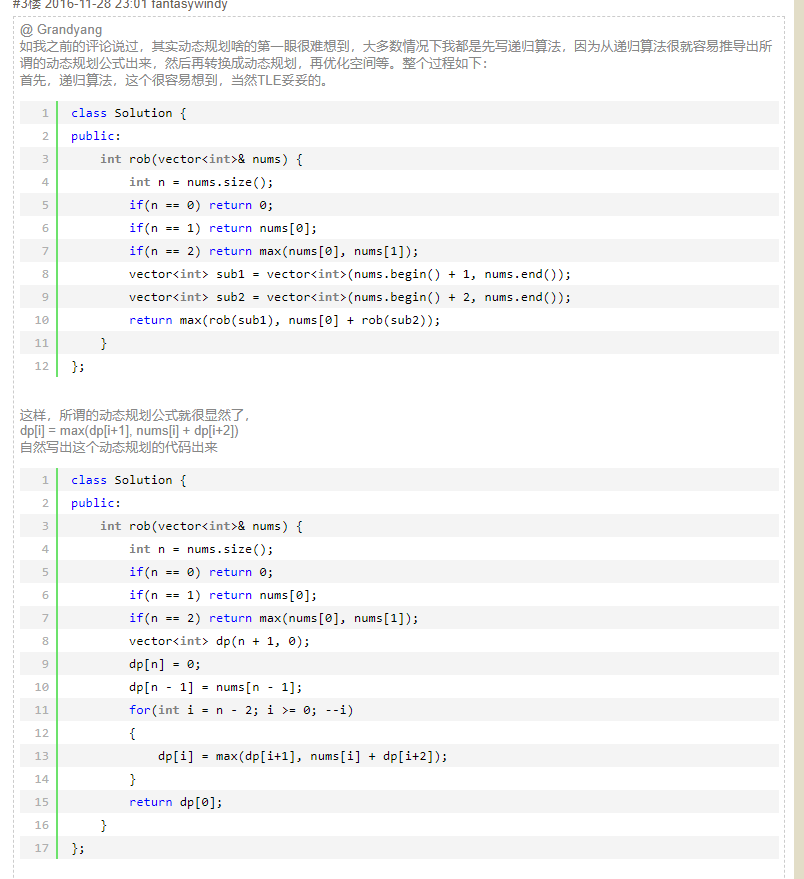 #3楼 2016-11-28 23:01 fantasywindy
@ Grandyang
如我之前的评论说过，其实动态规划啥的第一眼很难想到，大多数情况下我都是先写递归算法，因为从递归算法很就容易推导出所
谓的动态规划公式出来，然后再转换成动态规划，再优化空间等。整个过程如下：
首先，递归算法，这个很容易想到，当然TLE妥妥的。
1 class Solution {
2 public:
3     int rob(vector<int>& nums) {
4         int n = nums.size();
5         if(n == 0) return 0;
6         if(n == 1) return nums[0];
7         if(n == 2) return max(nums[0], nums[1]);
8         vector<int> sub1 = vector<int>(nums.begin() + 1, nums.end());
9         vector<int> sub2 = vector<int>(nums.begin() + 2, nums.end());
10         return max(rob(sub1), nums[0] + rob(sub2));
11     }
12 };
这样，所谓的动态规划公式就很显然了，
dp[i] = max(dp[i+1], nums[i] + dp[i+2])
自然写出这个动态规划的代码出来
1 class Solution {
2 public:
3     int rob(vector<int>& nums) {
4         int n = nums.size();
5         if(n == 0) return 0;
6         if(n == 1) return nums[0];
7         if(n == 2) return max(nums[0], nums[1]);
8         vector<int> dp(n + 1, 0);
9         dp[n] = 0;
10         dp[n - 1] = nums[n - 1];
11         for(int i = n - 2; i >= 0; --i)
12         {
13             dp[i] = max(dp[i+1], nums[i] + dp[i+2]);
14         }
15         return dp[0];
16     }
17 };